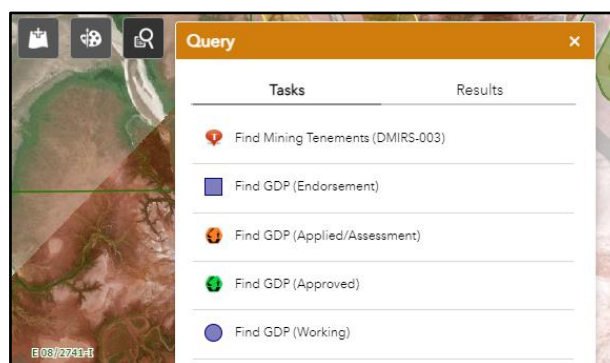 Query
Tasks Results
Find Mining Tenements (DMIRS-003)
Find GDP (Endorsement)
Find GDP (Applied/Assessment)
Find GDP (Approved)
Find GDP (Working)
E 08/2741-I